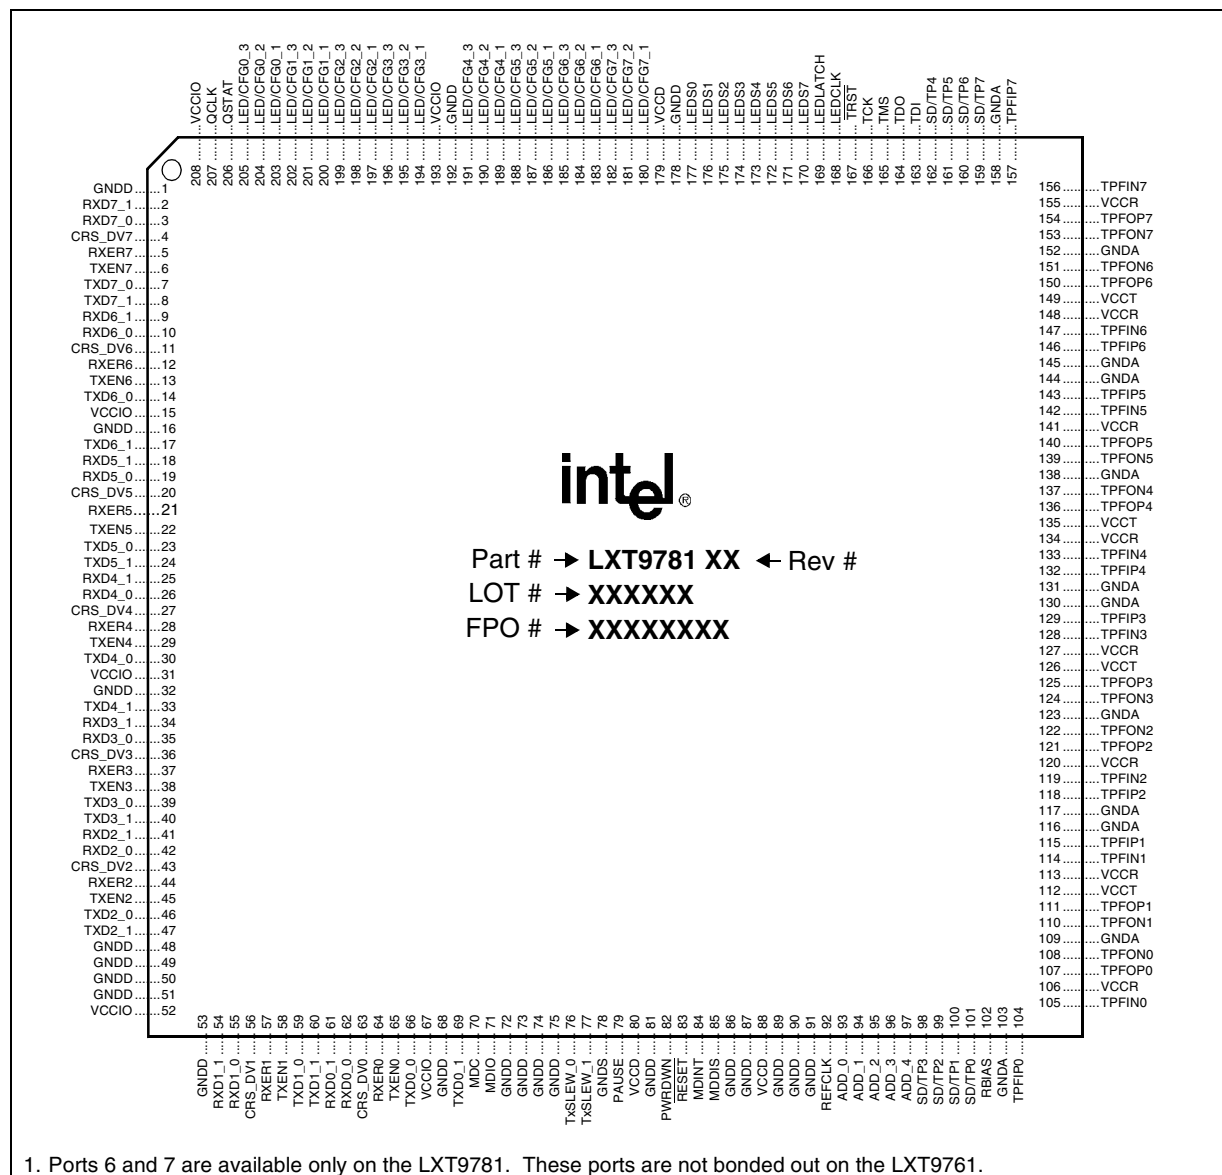 208.......VCCIO
207.......QCLK
206.......QSTAT
205.......LED/CFG0_3
204.......LED/CFG0_2
203.......LED/CFG0_1
202.......LED/CFG1_3
201.......LED/CFG1_2
200.......LED/CFG1_1
199.......LED/CFG2_3
198.......LED/CFG2_2
197.......LED/CFG2_1
196.......LED/CFG3_3
195.......LED/CFG3_2
194.......LED/CFG3_1
193.......VCCIO
192.......GNDD
191.......LED/CFG4_3
190.......LED/CFG4_2
189.......LED/CFG4_1
188.......LED/CFG5_3
187.......LED/CFG5_2
186.......LED/CFG5_1
185.......LED/CFG6_3
184.......LED/CFG6_2
183.......LED/CFG6_1
182.......LED/CFG7_3
181.......LED/CFG7_2
180.......LED/CFG7_1
179.......VCCD
178.......GNDD
177.......LEDS0
176.......LEDS1
175.......LEDS2
174.......LEDS3
173.......LEDS4
172.......LEDS5
171.......LEDS6
170.......LEDS7
169.......LEDLATCH
168.......LEDCLK
167.......TRST
166.......TCK
165.......TMS
164.......TDO
163.......TDI
162.......SD/TP4
161.......SD/TP5
160.......SD/TP6
159.......SD/TP7
158.......GNDA
157.......TPFIP7
GNDD.......1
RXD7_1.......2
RXD7_0.......3
CRS_DV7.......4
RXER7.......5
TXEN7.......6
TXD7_0.......7
TXD7_1.......8
RXD6_1.......9
RXD6_0.......10
CRS_DV6.......11
RXER6.......12
TXEN6.......13
TXD6_0.......14
VCCIO.......15
GNDD.......16
TXD6_1.......17
RXD5_1.......18
RXD5_0.......19
CRS_DV5.......20
RXER5.......21
TXEN5.......22
TXD5_0.......23
TXD5_1.......24
RXD4_1.......25
RXD4_0.......26
CRS_DV4.......27
RXER4.......28
TXEN4.......29
TXD4_0.......30
VCCIO.......31
GNDD.......32
TXD4_1.......33
RXD3_1.......34
RXD3_0.......35
CRS_DV3.......36
RXER3.......37
TXEN3.......38
TXD3_0.......39
TXD3_1.......40
RXD2_1.......41
RXD2_0.......42
CRS_DV2.......43
RXER2.......44
TXEN2.......45
TXD2_0.......46
TXD2_1.......47
GNDD.......48
GNDD.......49
GNDD.......50
GNDD.......51
VCCIO.......52
intel®
Part # → LXT9781 XX ← Rev #
LOT # → XXXXXX
FPO # → XXXXXXXX
156.......TPFIN7
155.......VCCR
154.......TPFOP7
153.......TPFON7
152.......GNDA
151.......TPFON6
150.......TPFOP6
149.......VCCT
148.......VCCR
147.......TPFIN6
146.......TPFIP6
145.......GNDA
144.......GNDA
143.......TPFIP5
142.......TPFIN5
141.......VCCR
140.......TPFOP5
139.......TPFON5
138.......GNDA
137.......TPFON4
136.......TPFOP4
135.......VCCT
134.......VCCR
133.......TPFIN4
132.......TPFIP4
131.......GNDA
130.......GNDA
129.......TPFIP3
128.......TPFIN3
127.......VCCR
126.......VCCT
125.......TPFOP3
124.......TPFON3
123.......GNDA
122.......TPFON2
121.......TPFOP2
120.......VCCR
119.......TPFIN2
118.......TPFIP2
117.......GNDA
116.......GNDA
115.......TPFIP1
114.......TPFIN1
113.......VCCR
112.......VCCT
111.......TPFOP1
110.......TPFON1
109.......GNDA
108.......TPFON0
107.......TPFOP0
106.......VCCR
105.......TPFIN0
GNDD.......53
RXD1_1.......54
RXD1_0.......55
CRS_DV1.......56
RXER1.......57
TXEN1.......58
TXD1_0.......59
TXD1_1.......60
RXD0_1.......61
RXD0_0.......62
CRS_DV0.......63
RXER0.......64
TXEN0.......65
TXD0_0.......66
VCCIO.......67
GNDD.......68
TXD0_1.......69
MDC.......70
MDIO.......71
GNDD.......72
GNDD.......73
GNDD.......74
GNDD.......75
TxSLEW_0.......76
TxSLEW_1.......77
GNDS.......78
PAUSE.......79
VCCD.......80
GNDD.......81
PWRDWN.......82
RESET.......83
MDINT.......84
MDDIS.......85
GNDD.......86
GNDD.......87
VCCD.......88
GNDD.......89
GNDD.......90
GNDD.......91
REFCLK.......92
ADD_0.......93
ADD_1.......94
ADD_2.......95
ADD_3.......96
ADD_4.......97
SD/TP3.......98
SD/TP2.......99
SD/TP1.......100
SD/TP0.......101
RBIAS.......102
GNDA.......103
TPFIP0.......104
1. Ports 6 and 7 are available only on the LXT9781. These ports are not bonded out on the LXT9761.